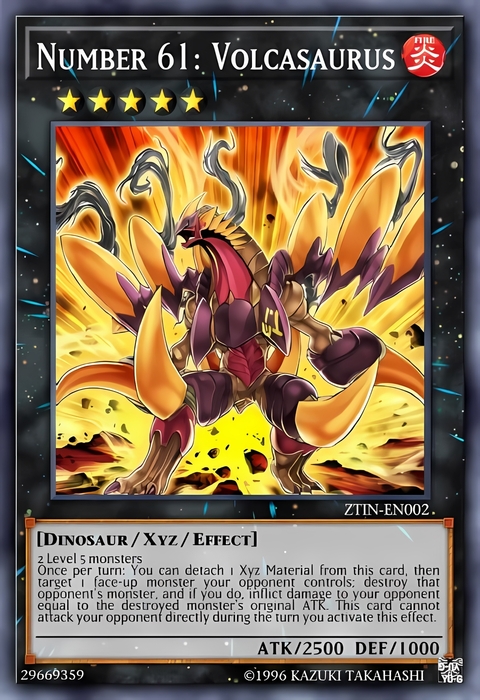 NUMBER 61: VOLCASAURUS
FIRE
炎
61
ZTIN-EN002
[DINOSAUR / XYZ / EFFECT]
2 Level 5 monsters
Once per turn: You can detach 1 Xyz Material from this card, then
target 1 face-up monster your opponent controls; destroy that
opponent's monster, and if you do, inflict damage to your opponent
equal to the destroyed monster's original ATK. This card cannot
attack your opponent directly during the turn you activate this effect.
ATK/2500 DEF/1000
29669359
©1996 KAZUKI TAKAHASHI